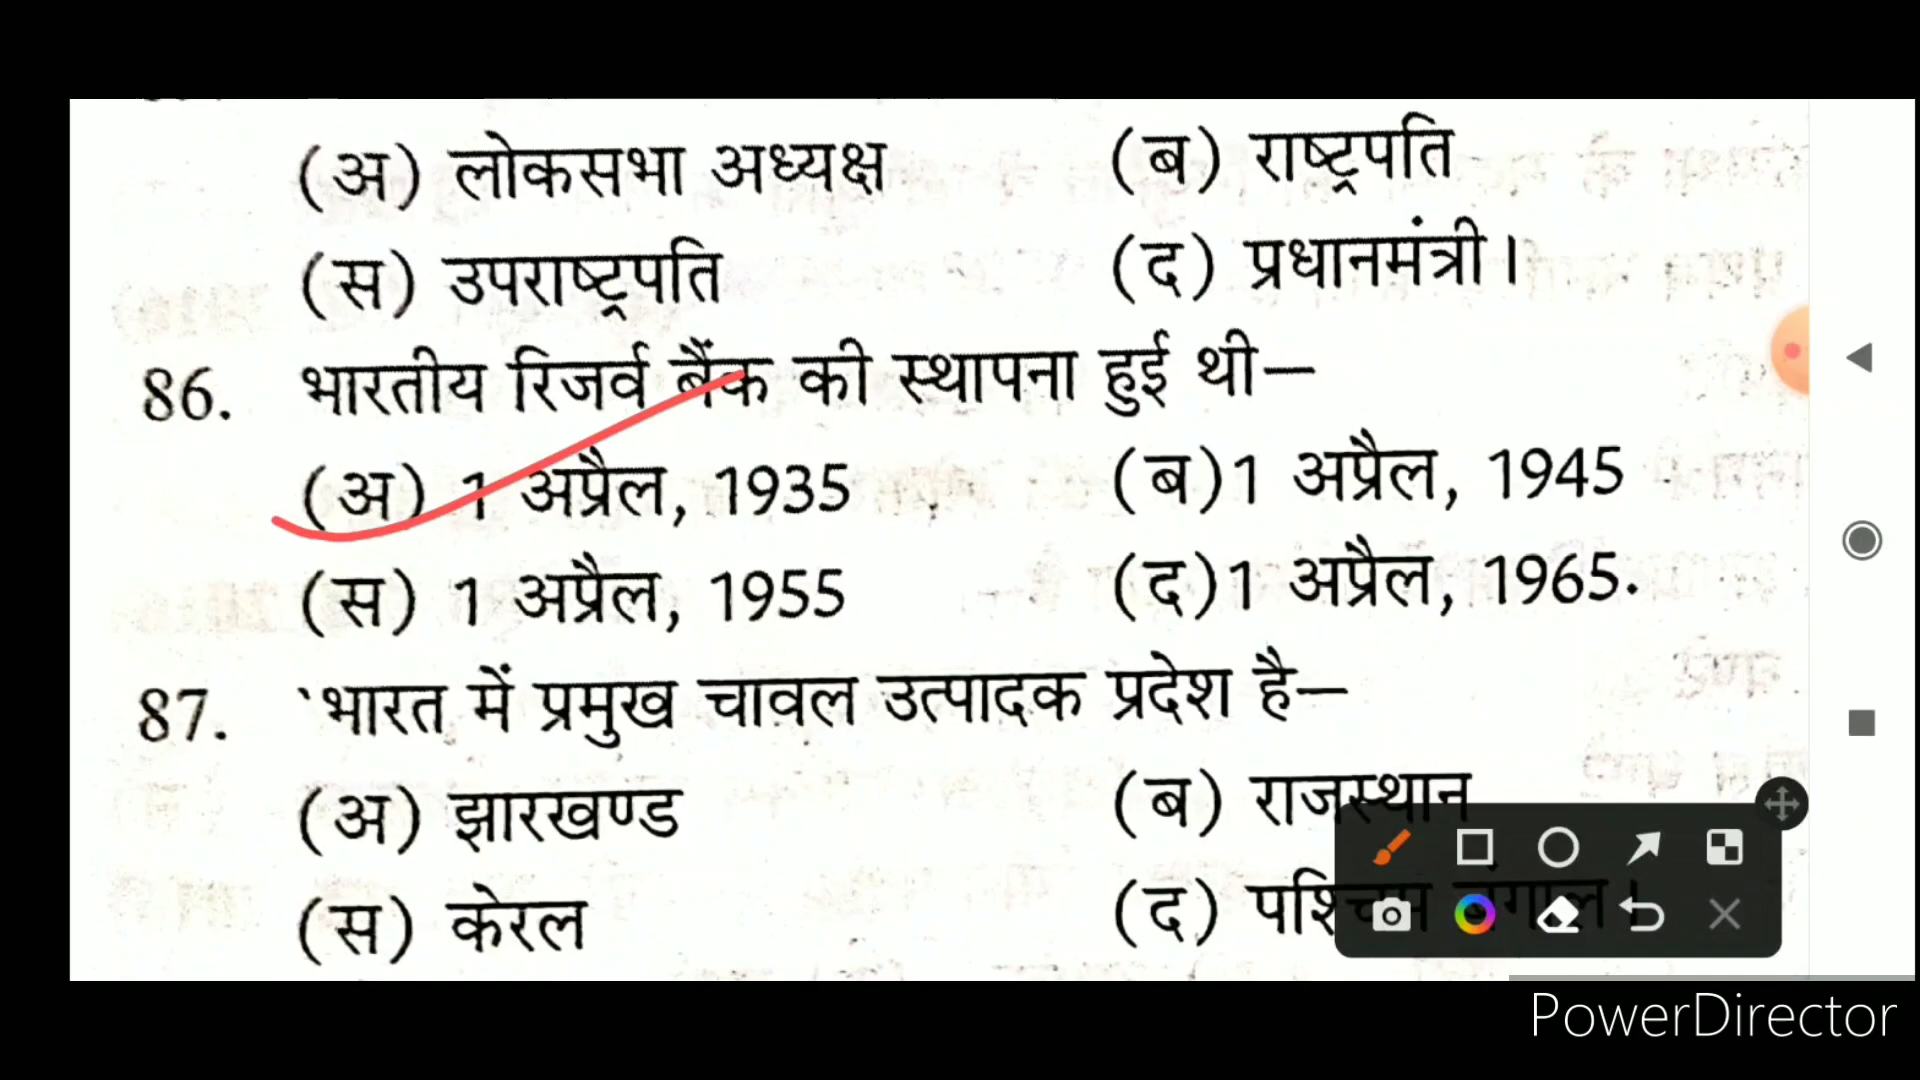 (अ) लोकसभा अध्यक्ष (ब) राष्ट्रपति
(स) उपराष्ट्रपति (द) प्रधानमंत्री।
86. भारतीय रिजर्व बैंक की स्थापना हुई थी—
(अ) 1 अप्रैल, 1935 (ब) 1 अप्रैल, 1945
(स) 1 अप्रैल, 1955 (द) 1 अप्रैल, 1965.
87. भारत में प्रमुख चावल उत्पादक प्रदेश है—
(अ) झारखण्ड (ब) राजस्थान
(स) केरल (द) पश्चिम बंगाल।
PowerDirector